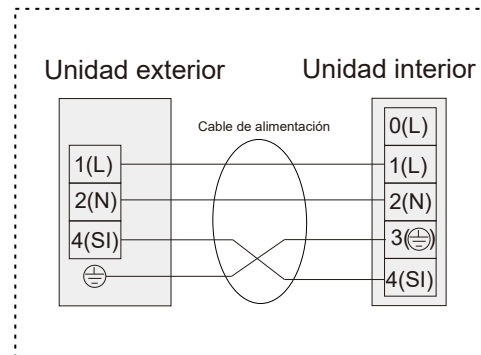 Unidad exterior
Unidad interior
Cable de alimentación
0(L)
1(L)
1(L)
2(N)
2(N)
4(SI)
3(⏚)
4(SI)